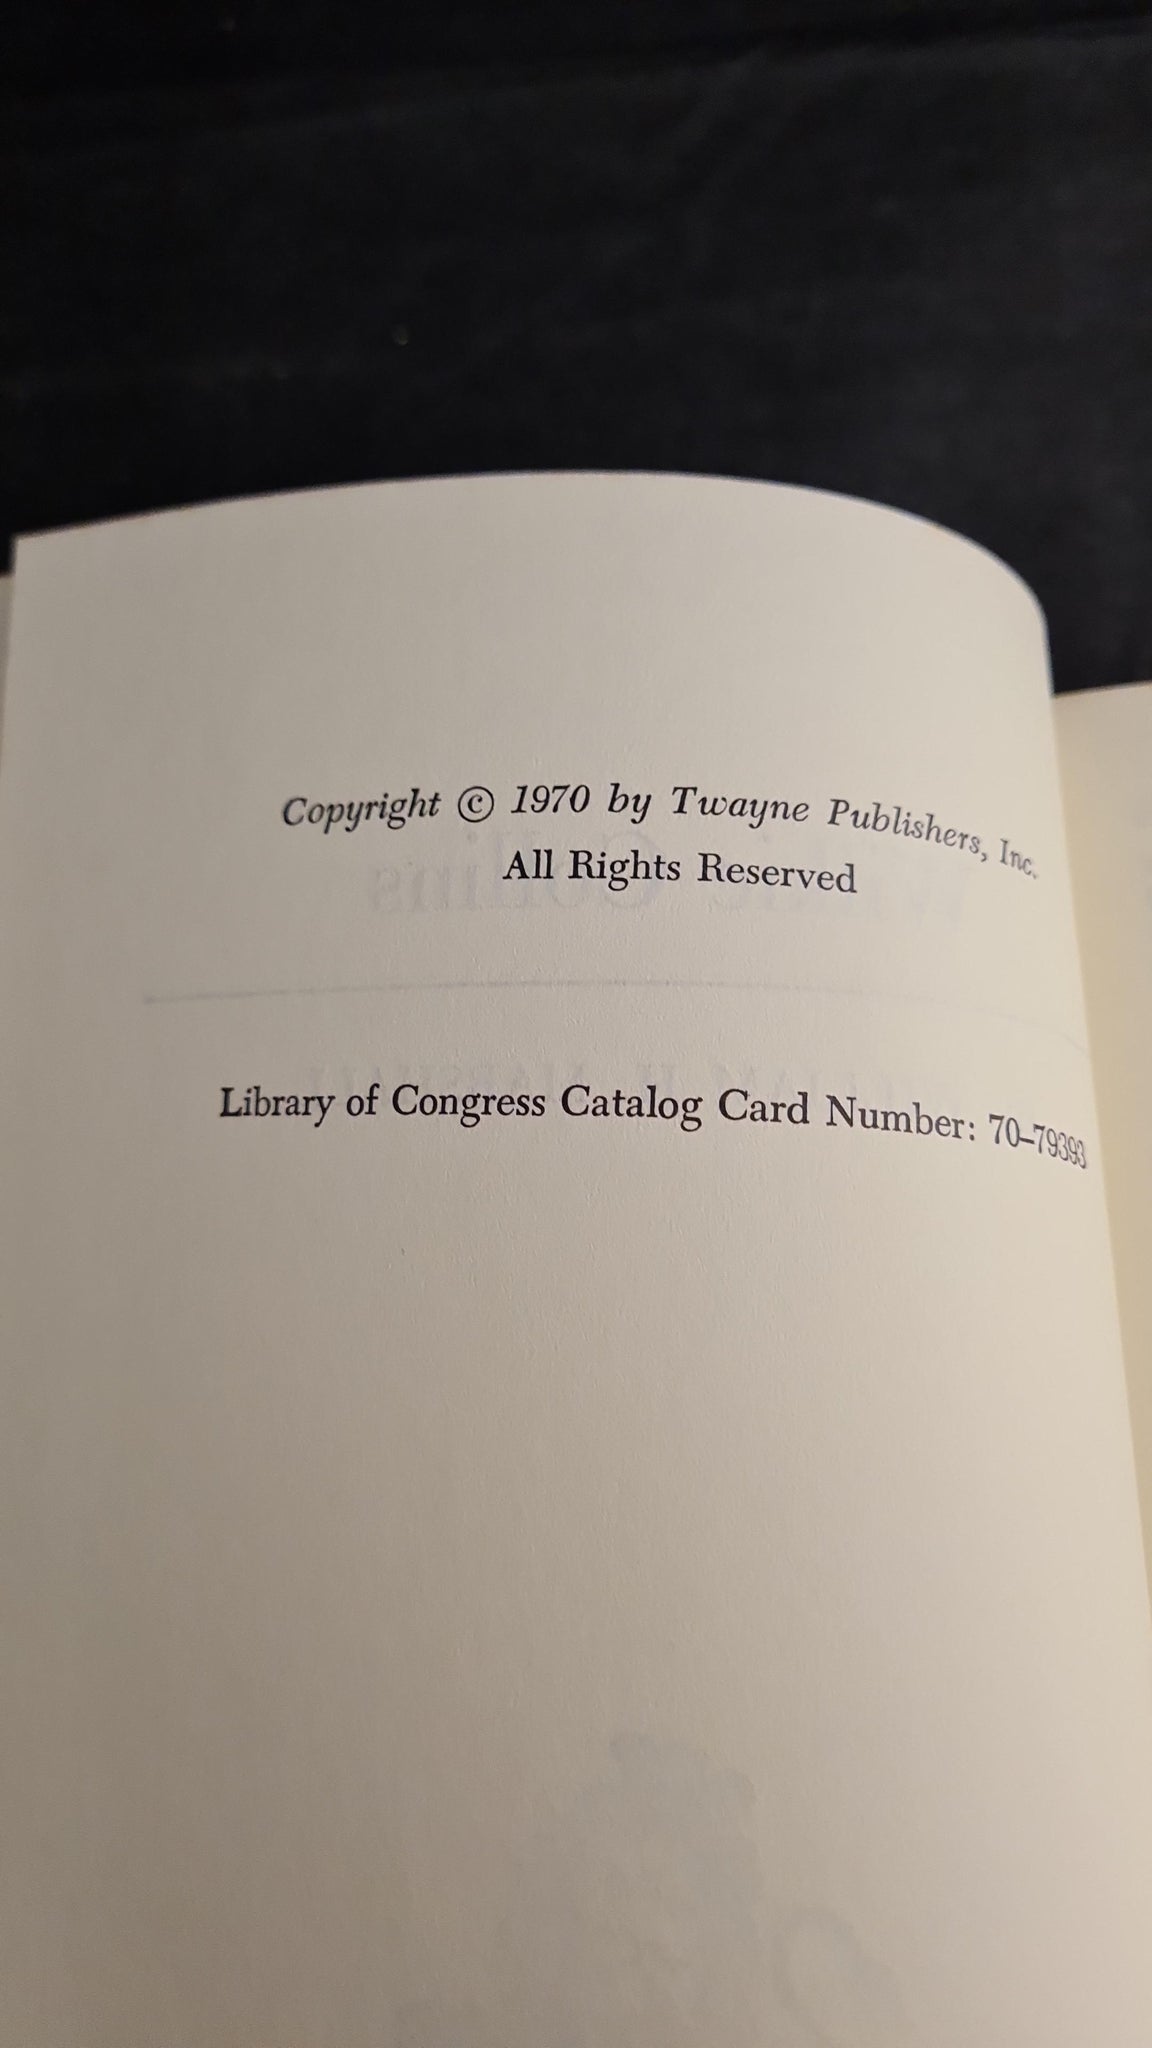 Copyright © 1970 by Twayne Publishers, Inc.
All Rights Reserved
Library of Congress Catalog Card Number: 70–79393